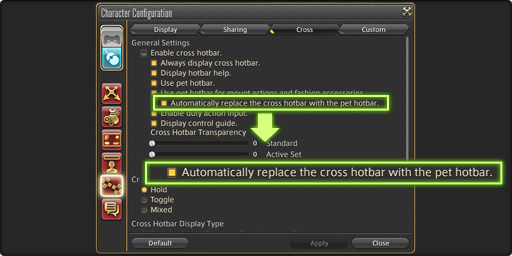 Character Configuration
Display
Sharing
Cross
Custom
General Settings
Enable cross hotbar.
Always display cross hotbar.
Display hotbar help.
Use pet hotbar.
Use pet hotbar for mount actions and fashion accessories.
Automatically replace the cross hotbar with the pet hotbar.
Enable duty action input.
Display control guide.
Cross Hotbar Transparency
0 Standard
0 Active Set
Automatically replace the cross hotbar with the pet hotbar.
Cr
Hold
Toggle
Mixed
Cross Hotbar Display Type
Default
Apply
Close